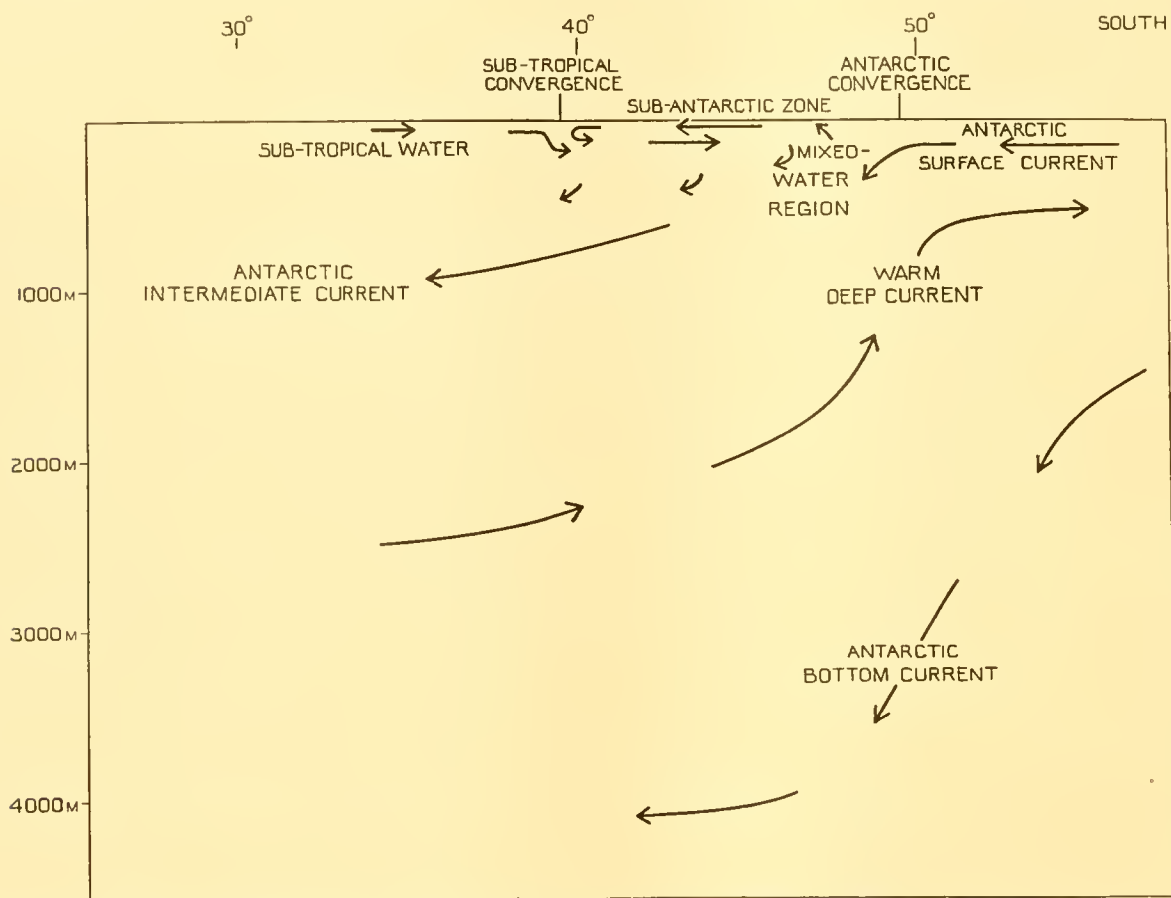 30°
40°
50°
SOUTH
SUB-TROPICAL
CONVERGENCE
ANTARCTIC
CONVERGENCE
SUB-ANTARCTIC ZONE
SUB-TROPICAL WATER
MIXED-
WATER
REGION
ANTARCTIC
SURFACE CURRENT
ANTARCTIC
INTERMEDIATE CURRENT
WARM
DEEP CURRENT
1000M
2000M
3000M
ANTARCTIC
BOTTOM CURRENT
4000M